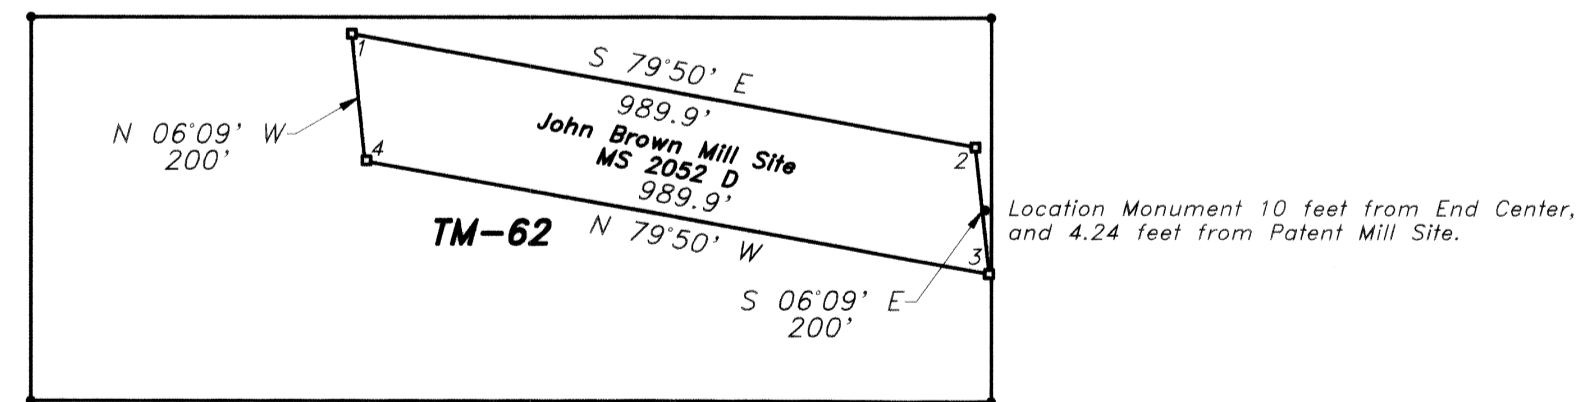 1
S 79°50' E
989.9'
John Brown Mill Site
MS 2052 D
989.9'
N 79°50' W
N 06°09' W
200'
4
2
TM-62
Location Monument 10 feet from End Center,
and 4.24 feet from Patent Mill Site.
3
S 06°09' E
200'